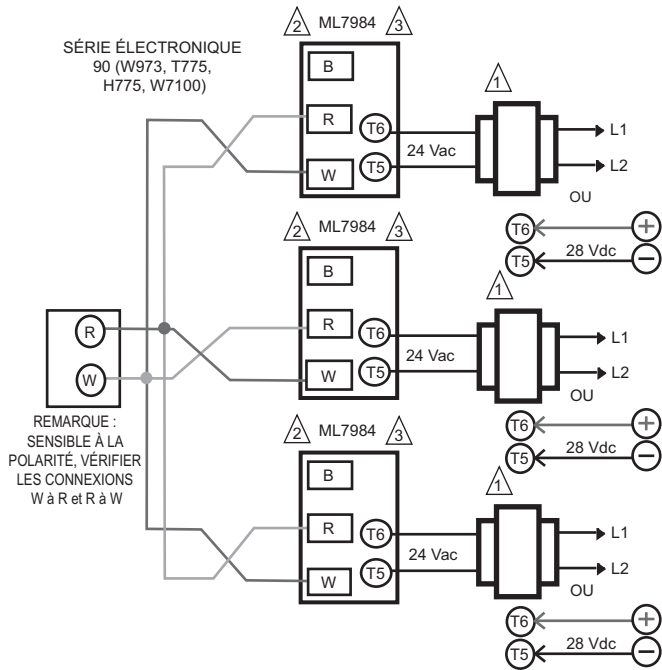 2 ML7984 3
SÉRIE ÉLECTRONIQUE
90 (W973, T775,
H775, W7100)
B
R
W
T6
T5
24 Vac
1
L1
L2
OU
T6 +
T5 28 Vdc −
2 ML7984 3
B
R
W
T6
T5
24 Vac
1
L1
L2
OU
T6 +
T5 28 Vdc −
R
W
REMARQUE :
SENSIBLE À LA
POLARITÉ, VÉRIFIER
LES CONNEXIONS
W à R et R à W
2 ML7984 3
B
R
W
T6
T5
24 Vac
1
L1
L2
OU
T6 +
T5 28 Vdc −